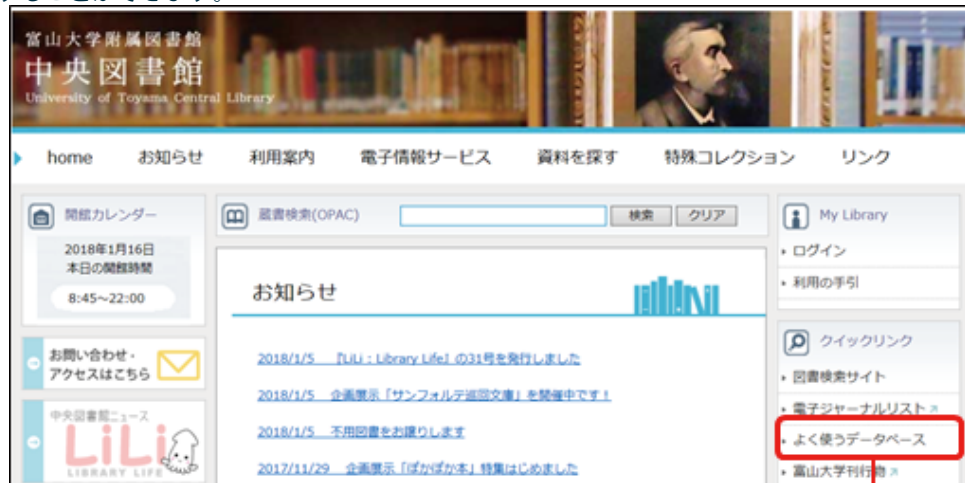 することができます。
富山大学附属図書館
中央図書館
University of Toyama Central Library
home お知らせ 利用案内 電子情報サービス 資料を探す 特殊コレクション リンク
開館カレンダー
2018年1月16日
本日の開館時間
8:45～22:00
お問い合わせ・
アクセスはこちら
中央図書館ニュース
LiLi
LIBRARY LIFE
蔵書検索(OPAC) 検索 クリア
お知らせ
2018/1/5 『LiLi：Library Life』の31号を発行しました
2018/1/5 企画展示「サンフォルテ巡回文庫」を開催中です！
2018/1/5 不用図書をお譲りします
2017/11/29 企画展示「ぽかぽか本」特集はじめました
My Library
ログイン
利用の手引
クイックリンク
図書検索サイト
電子ジャーナルリスト
よく使うデータベース
富山大学刊行物